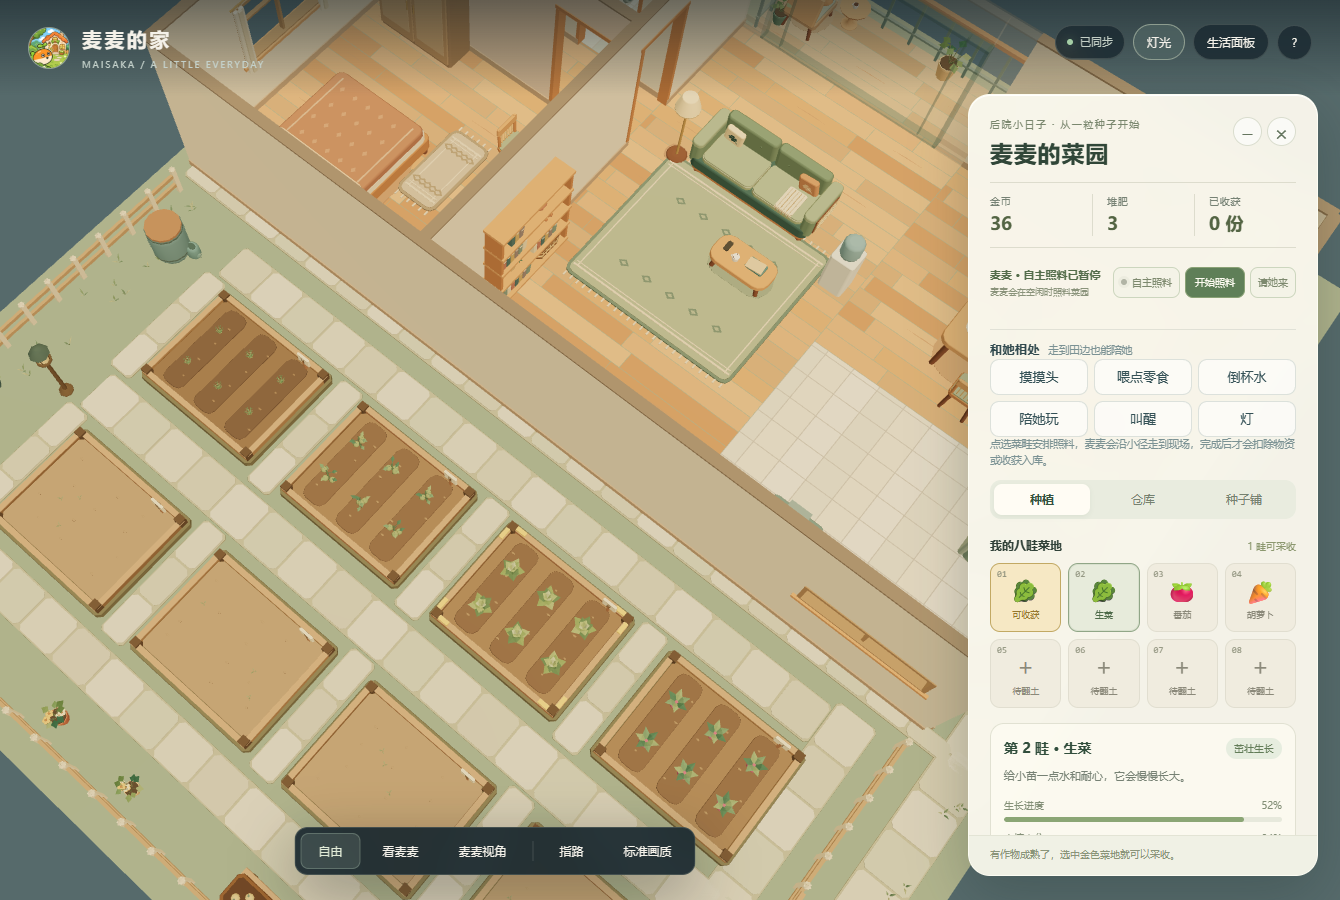 麦麦的家
MAISAKA / A LITTLE EVERYDAY
已同步
灯光
生活面板
?
后院小日子 · 从一粒种子开始
麦麦的菜园
金币
堆肥
已收获
36
3
0 份
麦麦 · 自主照料已暂停
麦麦会在空闲时照料菜园
自主照料
开始照料
请她来
和她相处 走到田边也能陪她
摸摸头
喂点零食
倒杯水
陪她玩
叫醒
灯
点选菜畦安排照料，麦麦会沿小径走到现场，完成后才会扣除物资
或收获入库。
种植
仓库
种子铺
我的八畦菜地
1 畦可采收
01
02
03
04
可收获
生菜
番茄
胡萝卜
05
06
07
08
待翻土
待翻土
待翻土
待翻土
第 2 畦 · 生菜
茁壮生长
给小苗一点水和耐心，它会慢慢长大。
生长进度
52%
有作物成熟了，选中金色菜地就可以采收。
自由
看麦麦
麦麦视角
指路
标准画质